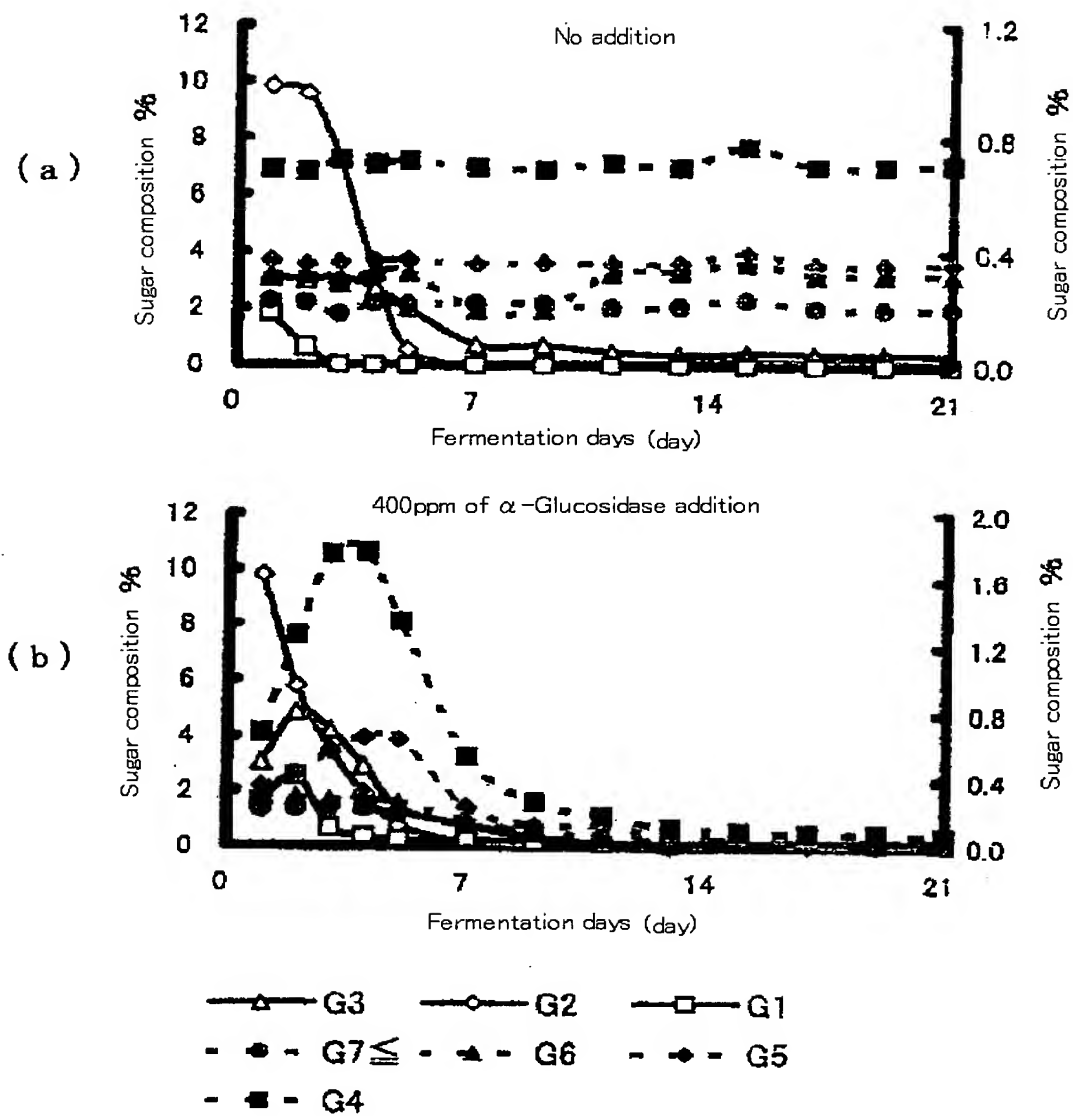 No addition
(a)
Sugar composition %
12
10
8
6
4
2
0
1.2
0.8
0.4
0.0
Sugar composition %
0 7 14 21
Fermentation days (day)
400ppm of α-Glucosidase addition
(b)
Sugar composition %
12
10
8
6
4
2
0
2.0
1.6
1.2
0.8
0.4
0.0
Sugar composition %
0 7 14 21
Fermentation days (day)
G3 G2 G1
G7≦ G6 G5
G4